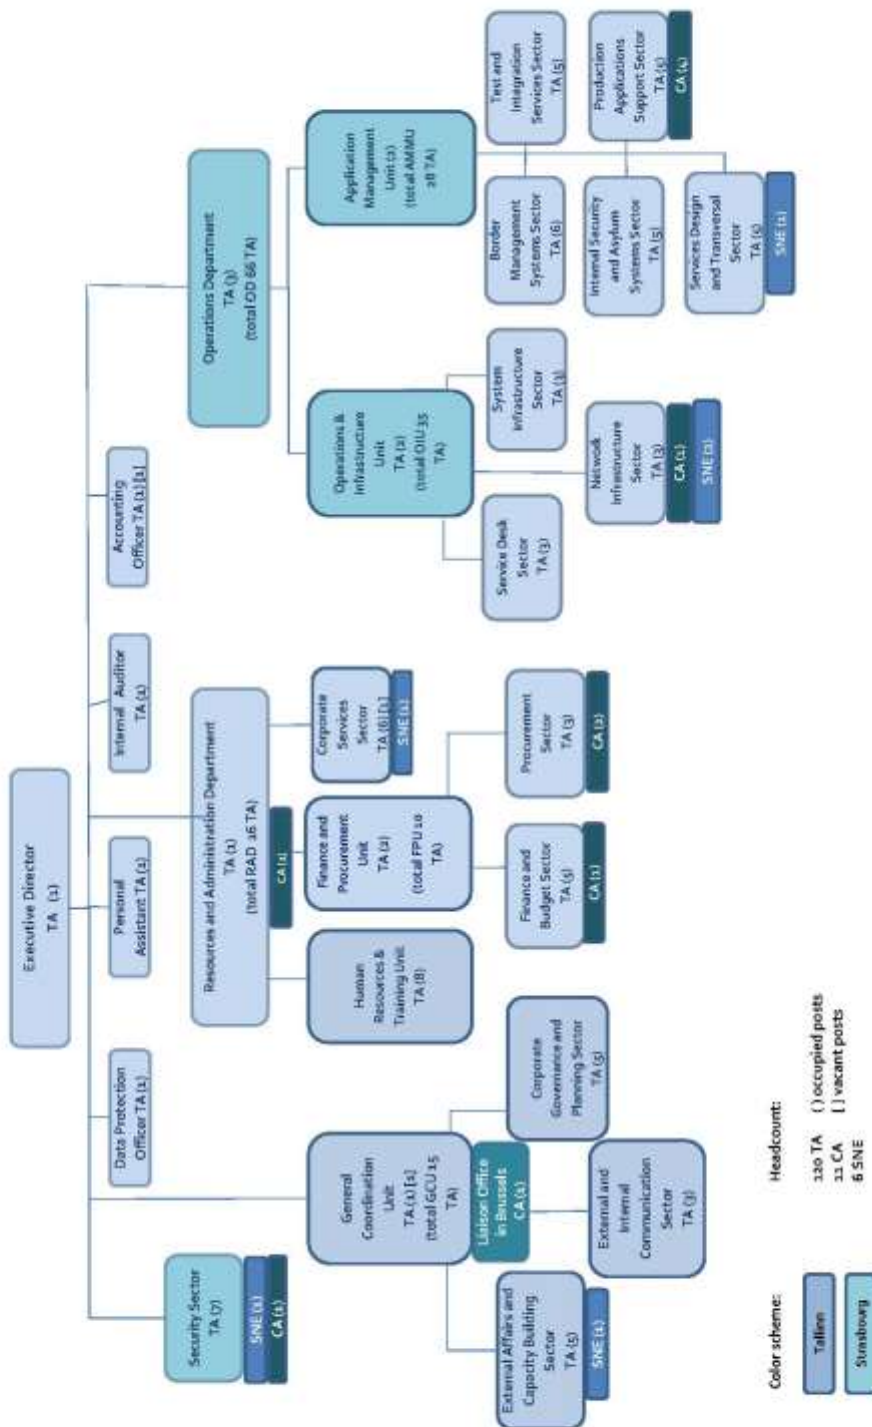 Executive Director
TA (1)
Data Protection
Officer TA (1)
Personal
Assistant TA (1)
Internal Auditor
TA (1)
Accounting
Officer TA (1) [1]
Security Sector
TA (7)
SNE (1)
CA (1)
General
Coordination
Unit
TA (1) [1]
(total GCU 15
TA)
Liaison Office
in Brussels
CA (1)
External Affairs and
Capacity Building
Sector
TA (5)
SNE (1)
External and
Internal
Communication
Sector
TA (3)
Corporate
Governance and
Planning Sector
TA (5)
Resources and Administration Department
TA (1)
(total RAD 26 TA)
CA (1)
Human
Resources &
Training Unit
TA (8)
Finance and
Procurement
Unit
TA (2)
(total FPU 10
TA)
Corporate
Services
Sector
TA (6) [1]
SNE (1)
Finance and
Budget Sector
TA (5)
CA (1)
Procurement
Sector
TA (3)
CA (2)
Operations Department
TA (3)
(total OD 66 TA)
Operations &
Infrastructure
Unit
TA (2)
(total OIU 35
TA)
Service Desk
Sector
TA (3)
Network
Infrastructure
Sector
TA (3)
CA (1)
SNE (1)
System
Infrastructure
Sector
TA (3)
Application
Management
Unit (2)
(total AMMU
28 TA)
Border
Management
Systems Sector
TA (6)
Test and
Integration
Services Sector
TA (5)
Internal Security
and Asylum
Systems Sector
TA (5)
Production
Applications
Support Sector
TA (5)
CA (4)
Services Design
and Transversal
Sector
TA (5)
SNE (1)
Color scheme:
Tallinn
Strasbourg
Headcount:
120 TA ( ) occupied posts
11 CA [ ] vacant posts
6 SNE